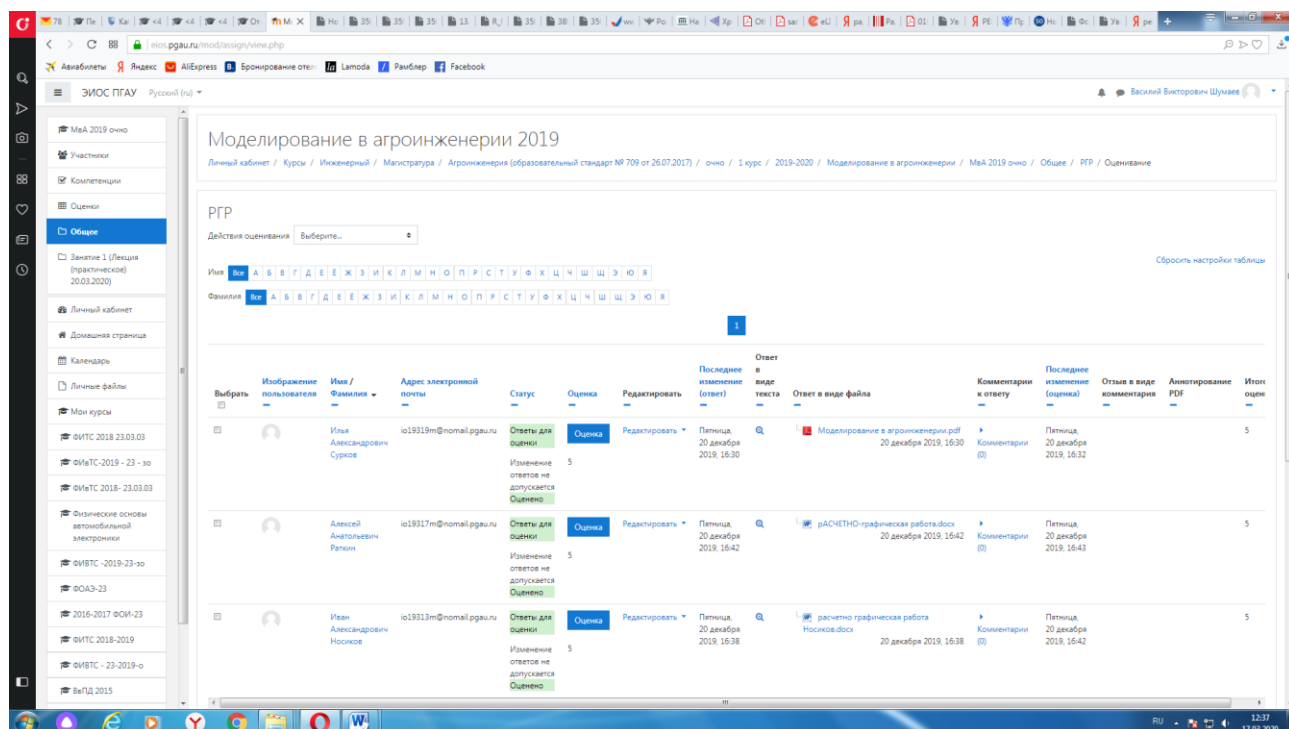 eios.pgau.ru/mod/assign/view.php
Авиабилеты Яндекс AliExpress Бронирование отел Lamoda Рамблер Facebook
ЭИОС ПГАУ Русский (ru)
Василий Викторович Шумаев
МвА 2019 очно
Участники
Компетенции
Оценки
Общее
Занятие 1 (Лекция
(практическое)
20.03.2020)
Личный кабинет
Домашняя страница
Календарь
Личные файлы
Мои курсы
ФИТС 2018 23.03.03
ФИвТС-2019 - 23 - зо
ФИвТС 2018- 23.03.03
Физические основы
автомобильной
электроники
ФИВТС -2019-23-зо
ФОАЭ-23
2016-2017 ФОИ-23
ФИТС 2018-2019
ФИВТС - 23-2019-о
ВвПД 2015
Моделирование в агроинженерии 2019
Личный кабинет / Курсы / Инженерный / Магистратура / Агроинженерия (образовательный стандарт № 709 от 26.07.2017) / очно / 1 курс / 2019-2020 / Моделирование в агроинженерии / МвА 2019 очно / Общее / РГР / Оценивание
РГР
Действия оценивания Выберите...
Сбросить настройки таблицы
Имя Все А Б В Г Д Е Ё Ж З И К Л М Н О П Р С Т У Ф Х Ц Ч Ш Щ Э Ю Я
Фамилия Все А Б В Г Д Е Ё Ж З И К Л М Н О П Р С Т У Ф Х Ц Ч Ш Щ Э Ю Я
1
Выбрать
Изображение
пользователя
Имя /
Фамилия
Адрес электронной
почты
Статус
Оценка
Редактировать
Последнее
изменение
(ответ)
Ответ
в
виде
текста
Ответ в виде файла
Комментарии
к ответу
Последнее
изменение
(оценка)
Отзыв в виде
комментария
Аннотирование
PDF
Итого
оцен
Илья
Александрович
Сурков
io19319m@nomail.pgau.ru
Ответы для
оценки
Изменение
ответов не
допускается
Оценено
Оценка
5
Редактировать
Пятница,
20 декабря
2019, 16:30
Моделирование в агроинженерии.pdf
20 декабря 2019, 16:30
Комментарии
(0)
Пятница,
20 декабря
2019, 16:32
5
Алексей
Анатольевич
Раткин
io19317m@nomail.pgau.ru
Ответы для
оценки
Изменение
ответов не
допускается
Оценено
Оценка
5
Редактировать
Пятница,
20 декабря
2019, 16:42
рАСЧЕТНО-графическая работа.docx
20 декабря 2019, 16:42
Комментарии
(0)
Пятница,
20 декабря
2019, 16:43
5
Иван
Александрович
Носиков
io19313m@nomail.pgau.ru
Ответы для
оценки
Изменение
ответов не
допускается
Оценено
Оценка
5
Редактировать
Пятница,
20 декабря
2019, 16:38
расчетно графическая работа
Носиков.docx
20 декабря 2019, 16:38
Комментарии
(0)
Пятница,
20 декабря
2019, 16:42
5
RU
12:37